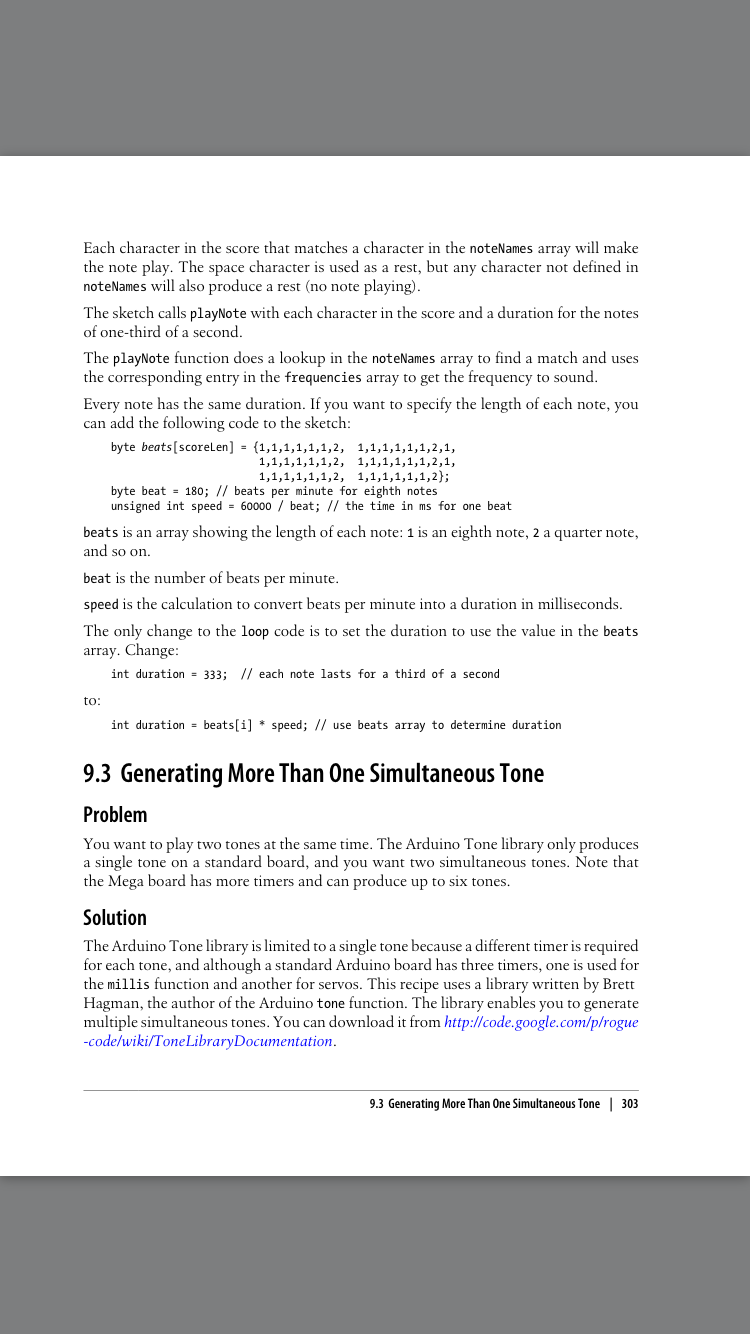 Each character in the score that matches a character in the noteNames array will make
the note play. The space character is used as a rest, but any character not defined in
noteNames will also produce a rest (no note playing).
The sketch calls playNote with each character in the score and a duration for the notes
of one-third of a second.
The playNote function does a lookup in the noteNames array to find a match and uses
the corresponding entry in the frequencies array to get the frequency to sound.
Every note has the same duration. If you want to specify the length of each note, you
can add the following code to the sketch:
byte beats[scoreLen] = {1,1,1,1,1,1,2,  1,1,1,1,1,1,2,1,
1,1,1,1,1,1,2,  1,1,1,1,1,1,2,1,
1,1,1,1,1,1,2,  1,1,1,1,1,1,2};
byte beat = 180; // beats per minute for eighth notes
unsigned int speed = 60000 / beat; // the time in ms for one beat
beats is an array showing the length of each note: 1 is an eighth note, 2 a quarter note,
and so on.
beat is the number of beats per minute.
speed is the calculation to convert beats per minute into a duration in milliseconds.
The only change to the loop code is to set the duration to use the value in the beats
array. Change:
int duration = 333;  // each note lasts for a third of a second
to:
int duration = beats[i] * speed; // use beats array to determine duration
9.3 Generating More Than One Simultaneous Tone
Problem
You want to play two tones at the same time. The Arduino Tone library only produces
a single tone on a standard board, and you want two simultaneous tones. Note that
the Mega board has more timers and can produce up to six tones.
Solution
The Arduino Tone library is limited to a single tone because a different timer is required
for each tone, and although a standard Arduino board has three timers, one is used for
the millis function and another for servos. This recipe uses a library written by Brett
Hagman, the author of the Arduino tone function. The library enables you to generate
multiple simultaneous tones. You can download it from http://code.google.com/p/rogue
-code/wiki/ToneLibraryDocumentation.
9.3 Generating More Than One Simultaneous Tone | 303